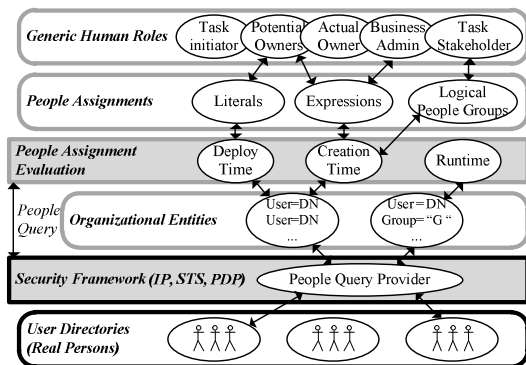 Generic Human Roles
Task initiator
Potential Owners
Actual Owner
Business Admin
Task Stakeholder
People Assignments
Literals
Expressions
Logical People Groups
People Assignment Evaluation
Deploy Time
Creation Time
Runtime
People Query
Organizational Entities
User=DN
User=DN
...
User=DN
Group= “G “
...
Security Framework (IP, STS, PDP)
People Query Provider
User Directories
(Real Persons)